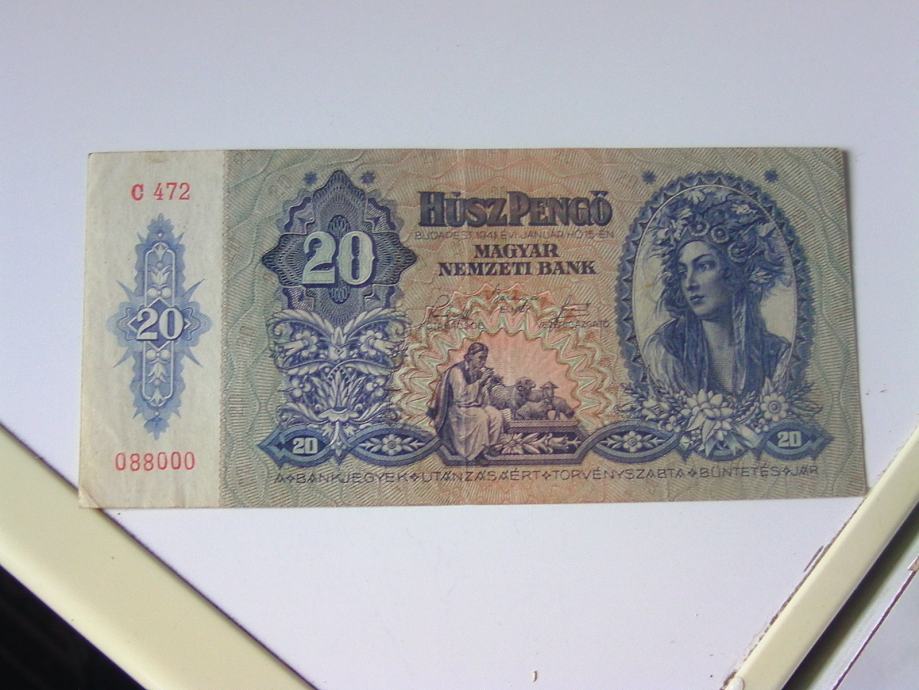 C 472
20
088000
20
HÚSZ PENGŐ
BUDAPEST 1941. ÉVI JANUÁR HÓ 15-ÉN
MAGYAR
NEMZETI BANK
20
20
A BANKJEGYEK UTÁNZÁSÁÉRT TÖRVÉNYSZABTA BÜNTETÉS JÁR